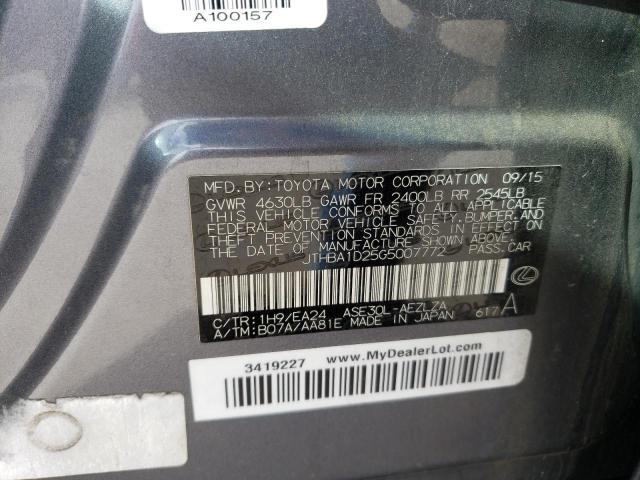 A100157
MFD. BY: TOYOTA MOTOR CORPORATION 09/15
GVWR 4630LB GAWR FR 2400LB RR 2545LB
THIS VEHICLE CONFORMS TO ALL APPLICABLE
FEDERAL MOTOR VEHICLE SAFETY, BUMPER, AND
THEFT PREVENTION STANDARDS IN EFFECT ON
THE DATE OF MANUFACTURE SHOWN ABOVE.
JTHBA1D25G5007772 PASS.CAR
C/TR:1H9/EA24 ASE30L-AEZLZA
A/TM:B07A/AA81E MADE IN JAPAN 617 A
3419227 www.MyDealerLot.com